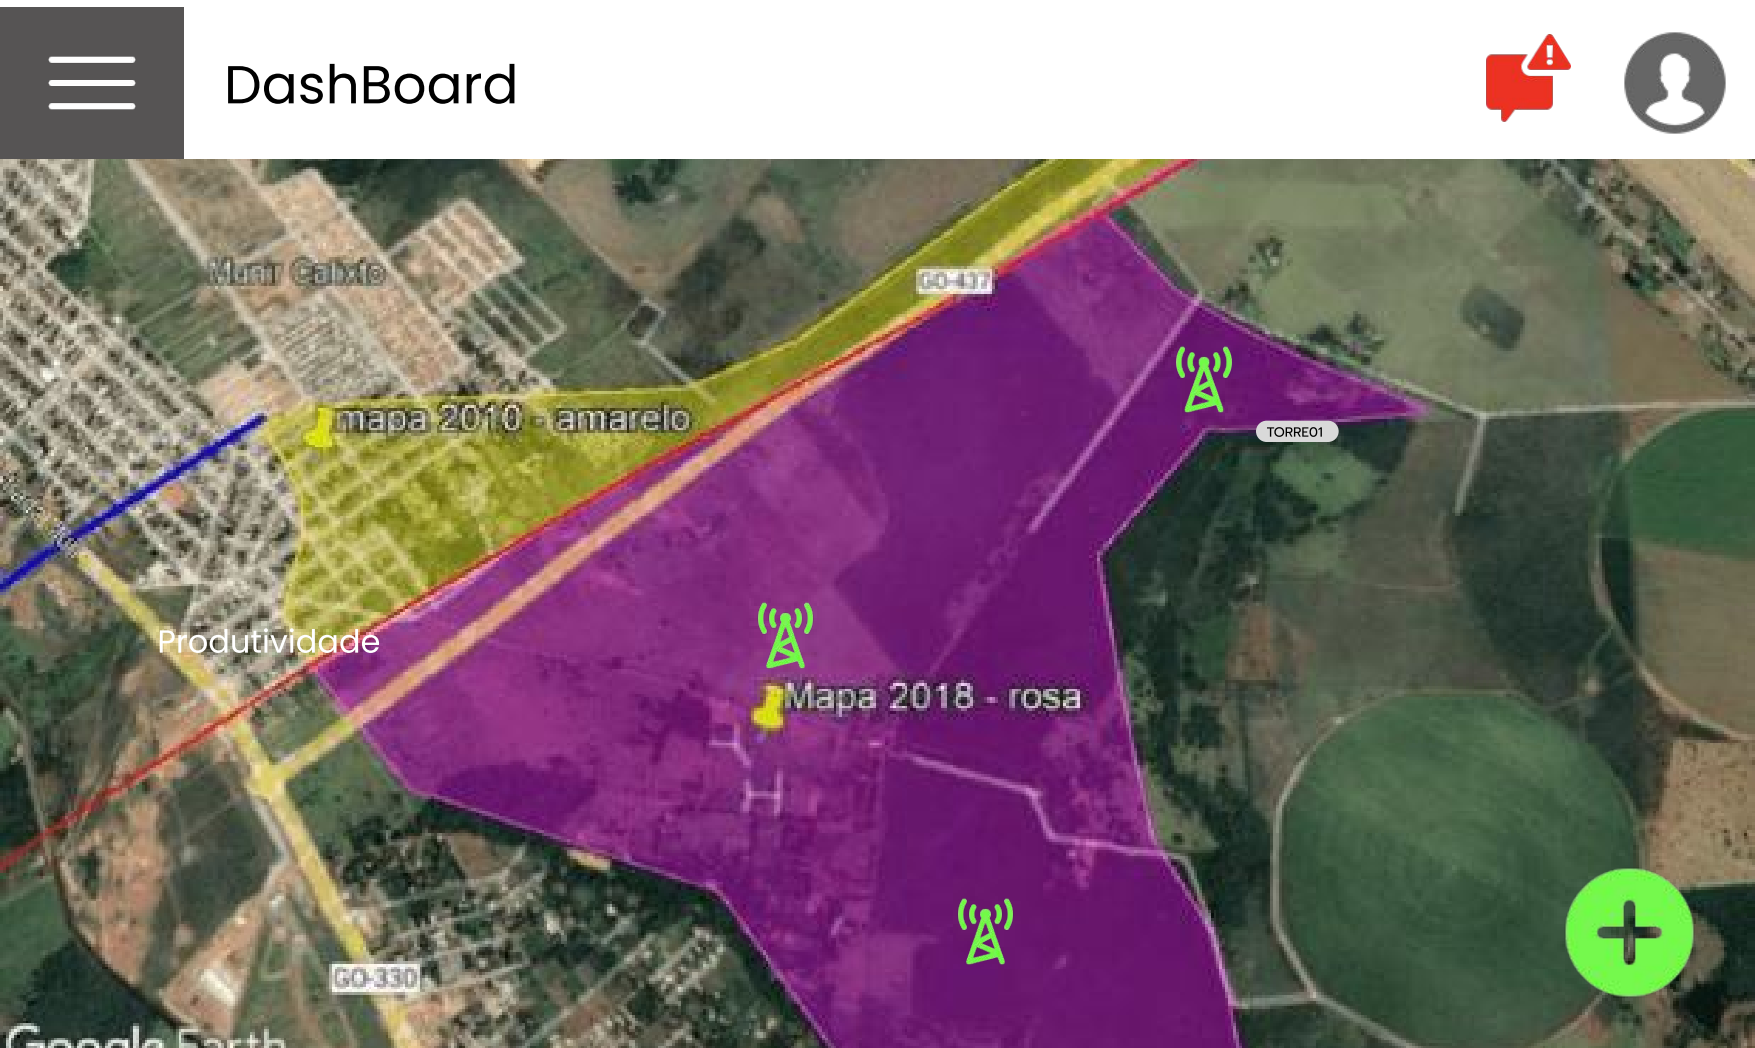 DashBoard
Munir Calixto
GO-437
mapa 2010 - amarelo
TORRE01
Produtividade
Mapa 2018 - rosa
GO-330
Google Earth